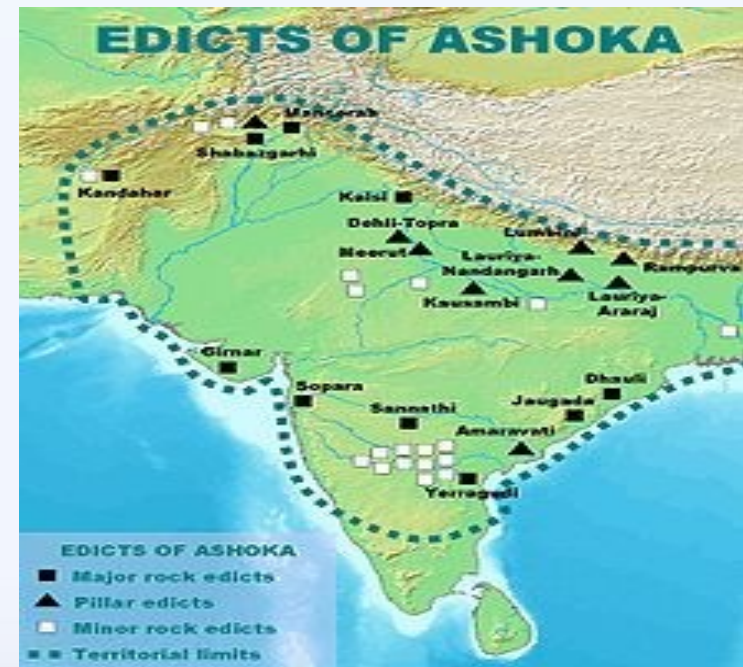 EDICTS OF ASHOKA
Manserah
Shabazgarhi
Kandahar
Kalsi
Dehli-Topra
Lumbini
Meerut
Lauriya-
Nandangarh
Rampurva
Kausambi
Lauriya-
Araraj
Girnar
Sopara
Dhauli
Sannathi
Jaugada
Amaravati
Yerragudi
EDICTS OF ASHOKA
Major rock edicts
Pillar edicts
Minor rock edicts
Territorial limits